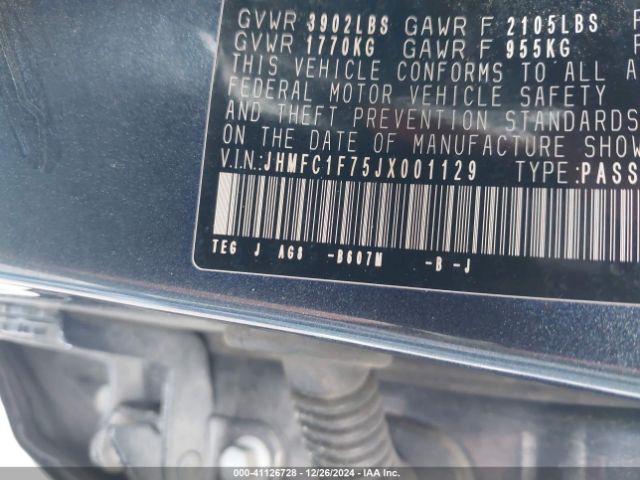 GVWR 3902LBS GAWR F 2105LBS
GVWR 1770KG GAWR F 955KG
THIS VEHICLE CONFORMS TO ALL A
FEDERAL MOTOR VEHICLE SAFETY
AND THEFT PREVENTION STANDARDS
ON THE DATE OF MANUFACTURE SHOW
V.I.N: JHMFC1F75JX001129 TYPE: PASS
TEG J AG8 -B607M -B -J
000-41126728 - 12/26/2024 - IAA Inc.